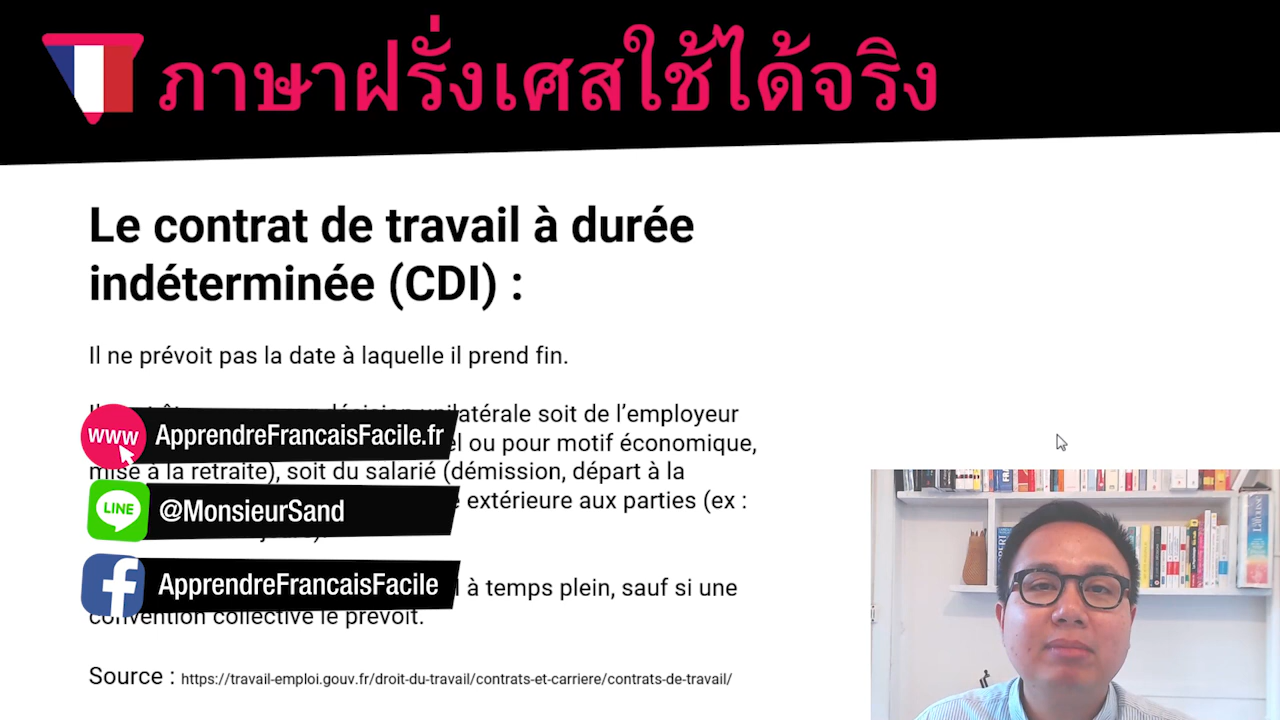 ภาษาฝรั่งเศสใช้ได้จริง
Le contrat de travail à durée
indéterminée (CDI) :
Il ne prévoit pas la date à laquelle il prend fin.
décision unilatérale soit de l’employeur
www ApprendreFrancaisFacile.fr
ou pour motif économique,
mise à la retraite), soit du salarié (démission, départ à la
LINE @MonsieurSand
extérieure aux parties (ex :
ApprendreFrancaisFacile
à temps plein, sauf si une
convention collective le prévoit.
Source : https://travail-emploi.gouv.fr/droit-du-travail/contrats-et-carriere/contrats-de-travail/